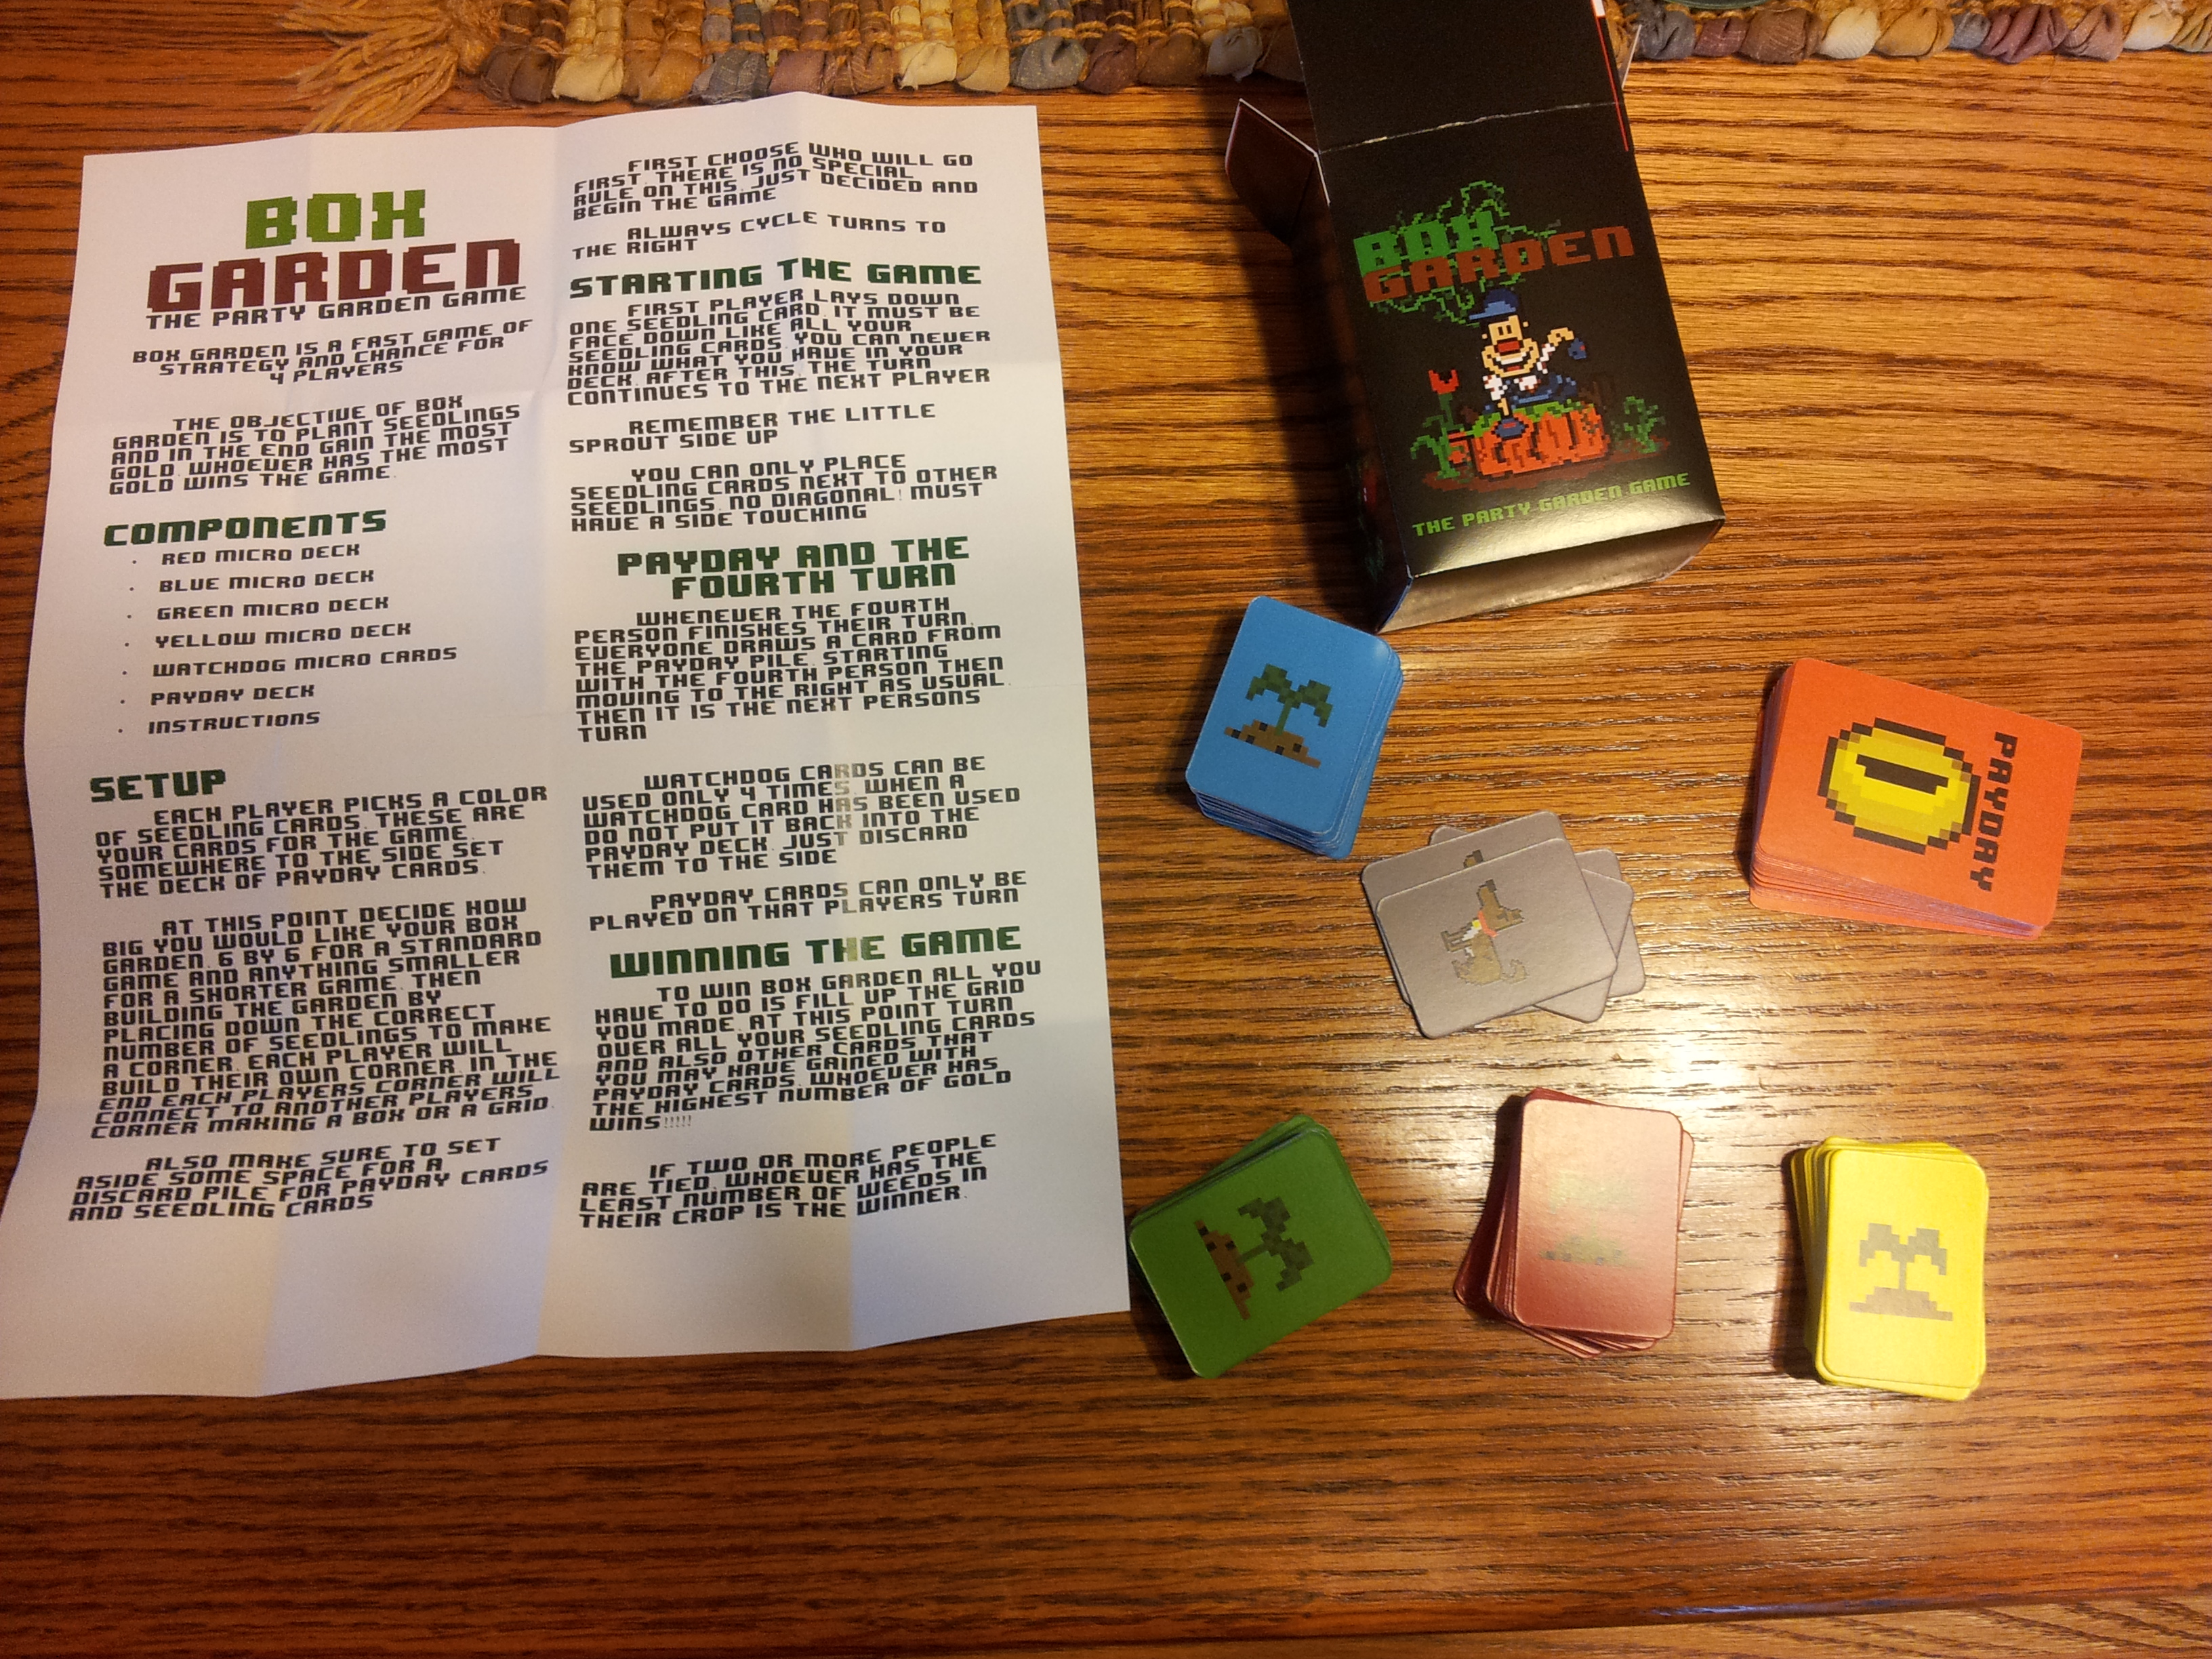 BOX
GARDEN
THE PARTY GARDEN GAME
BOX GARDEN IS A FAST GAME OF
STRATEGY AND CHANCE FOR
4 PLAYERS
THE OBJECTIVE OF BOX
GARDEN IS TO PLANT SEEDLINGS
AND IN THE END GAIN THE MOST
GOLD. WHOEVER HAS THE MOST
GOLD WINS THE GAME.
COMPONENTS
· RED MICRO DECK
· BLUE MICRO DECK
· GREEN MICRO DECK
· YELLOW MICRO DECK
· WATCHDOG MICRO CARDS
· PAYDAY DECK
· INSTRUCTIONS
SETUP
EACH PLAYER PICKS A COLOR
OF SEEDLING CARDS. THESE ARE
YOUR CARDS FOR THE GAME.
SOMEWHERE TO THE SIDE SET
THE DECK OF PAYDAY CARDS.
AT THIS POINT DECIDE HOW
BIG YOU WOULD LIKE YOUR BOX
GARDEN. 6 BY 6 FOR A STANDARD
GAME AND ANYTHING SMALLER
FOR A SHORTER GAME. THEN
BUILDING THE GARDEN BY
PLACING DOWN THE CORRECT
NUMBER OF SEEDLINGS TO MAKE
A CORNER. EACH PLAYER WILL
BUILD THEIR OWN CORNER. IN THE
END EACH PLAYERS CORNER WILL
CONNECT TO ANOTHER PLAYERS
CORNER MAKING A BOX OR A GRID.
ALSO MAKE SURE TO SET
ASIDE SOME SPACE FOR A
DISCARD PILE FOR PAYDAY CARDS
AND SEEDLING CARDS
FIRST CHOOSE WHO WILL GO
FIRST. THERE IS NO SPECIAL
RULE ON THIS. JUST DECIDED AND
BEGIN THE GAME
ALWAYS CYCLE TURNS TO
THE RIGHT
STARTING THE GAME
FIRST PLAYER LAYS DOWN
ONE SEEDLING CARD. IT MUST BE
FACE DOWN LIKE ALL YOUR
SEEDLING CARDS. YOU CAN NEVER
KNOW WHAT YOU HAVE IN YOUR
DECK. AFTER THIS, THE TURN
CONTINUES TO THE NEXT PLAYER
REMEMBER THE LITTLE
SPROUT SIDE UP
YOU CAN ONLY PLACE
SEEDLING CARDS NEXT TO OTHER
SEEDLINGS. NO DIAGONAL! MUST
HAVE A SIDE TOUCHING
PAYDAY AND THE
FOURTH TURN
WHENEVER THE FOURTH
PERSON FINISHES THEIR TURN,
EVERYONE DRAWS A CARD FROM
THE PAYDAY PILE. STARTING
WITH THE FOURTH PERSON THEN
MOVING TO THE RIGHT AS USUAL.
THEN IT IS THE NEXT PERSONS
TURN
WATCHDOG CARDS CAN BE
USED ONLY 4 TIMES. WHEN A
WATCHDOG CARD HAS BEEN USED
DO NOT PUT IT BACK INTO THE
PAYDAY DECK. JUST DISCARD
THEM TO THE SIDE
PAYDAY CARDS CAN ONLY BE
PLAYED ON THAT PLAYERS TURN
WINNING THE GAME
TO WIN BOX GARDEN ALL YOU
HAVE TO DO IS FILL UP THE GRID
YOU MADE. AT THIS POINT TURN
OVER ALL YOUR SEEDLING CARDS
AND ALSO OTHER CARDS THAT
YOU MAY HAVE GAINED WITH
PAYDAY CARDS. WHOEVER HAS
THE HIGHEST NUMBER OF GOLD
WINS!!!!!
IF TWO OR MORE PEOPLE
ARE TIED, WHOEVER HAS THE
LEAST NUMBER OF WEEDS IN
THEIR CROP IS THE WINNER.
BOX
GARDEN
THE PARTY GARDEN GAME
PAYDAY